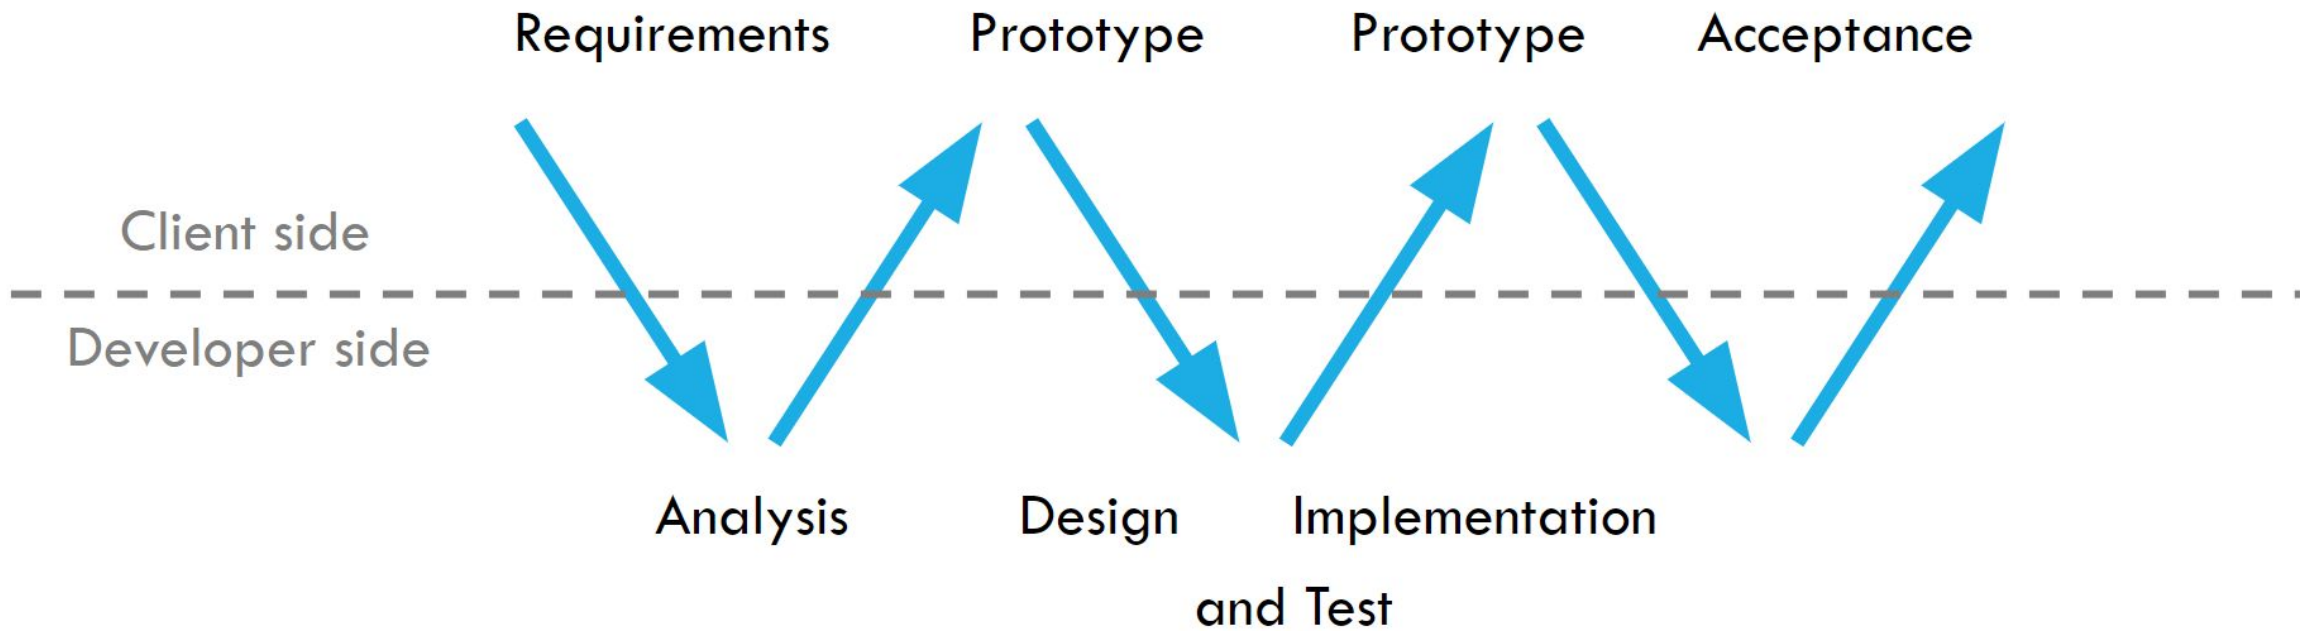 Requirements Prototype Prototype Acceptance
Client side
Developer side
Analysis Design Implementation
and Test